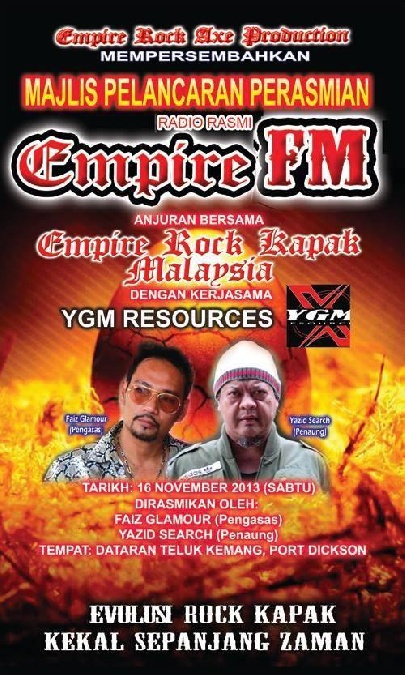 Empire Rock Axe Production
MEMPERSEMBAHKAN
MAJLIS PELANCARAN PERASMIAN
RADIO RASMI
Empire FM
ANJURAN BERSAMA
Empire Rock Kapak
Malaysia
DENGAN KERJASAMA
YGM RESOURCES
YGM
Faiz Glamour
(Pengasas)
Yazid Search
(Penaung)
TARIKH: 16 NOVEMBER 2013 (SABTU)
DIRASMIKAN OLEH:
FAIZ GLAMOUR (Pengasas)
YAZID SEARCH (Penaung)
TEMPAT: DATARAN TELUK KEMANG, PORT DICKSON
EVOLUSI ROCK KAPAK
KEKAL SEPANJANG ZAMAN